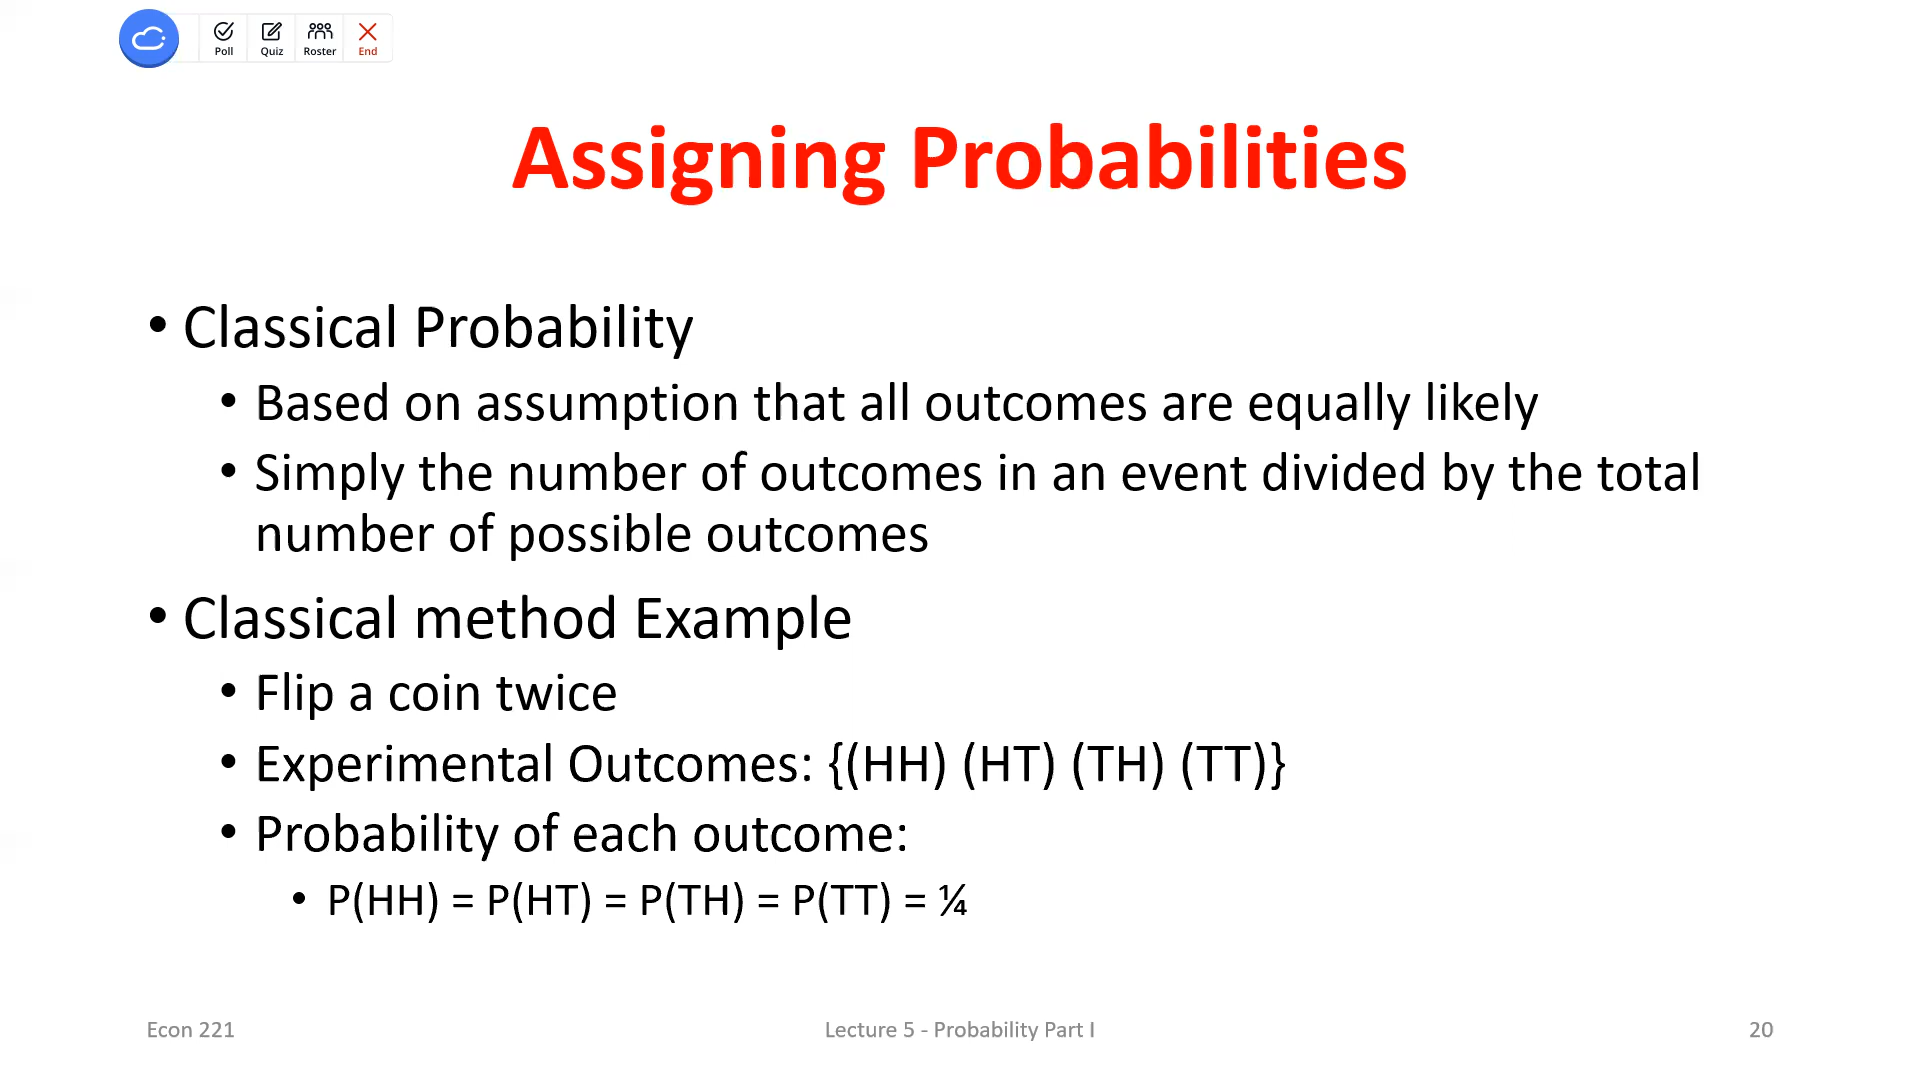 Poll Quiz Roster End
Assigning Probabilities
• Classical Probability
• Based on assumption that all outcomes are equally likely
• Simply the number of outcomes in an event divided by the total
number of possible outcomes
• Classical method Example
• Flip a coin twice
• Experimental Outcomes: {(HH) (HT) (TH) (TT)}
• Probability of each outcome:
• P(HH) = P(HT) = P(TH) = P(TT) = ¼
Econ 221 Lecture 5 - Probability Part I 20